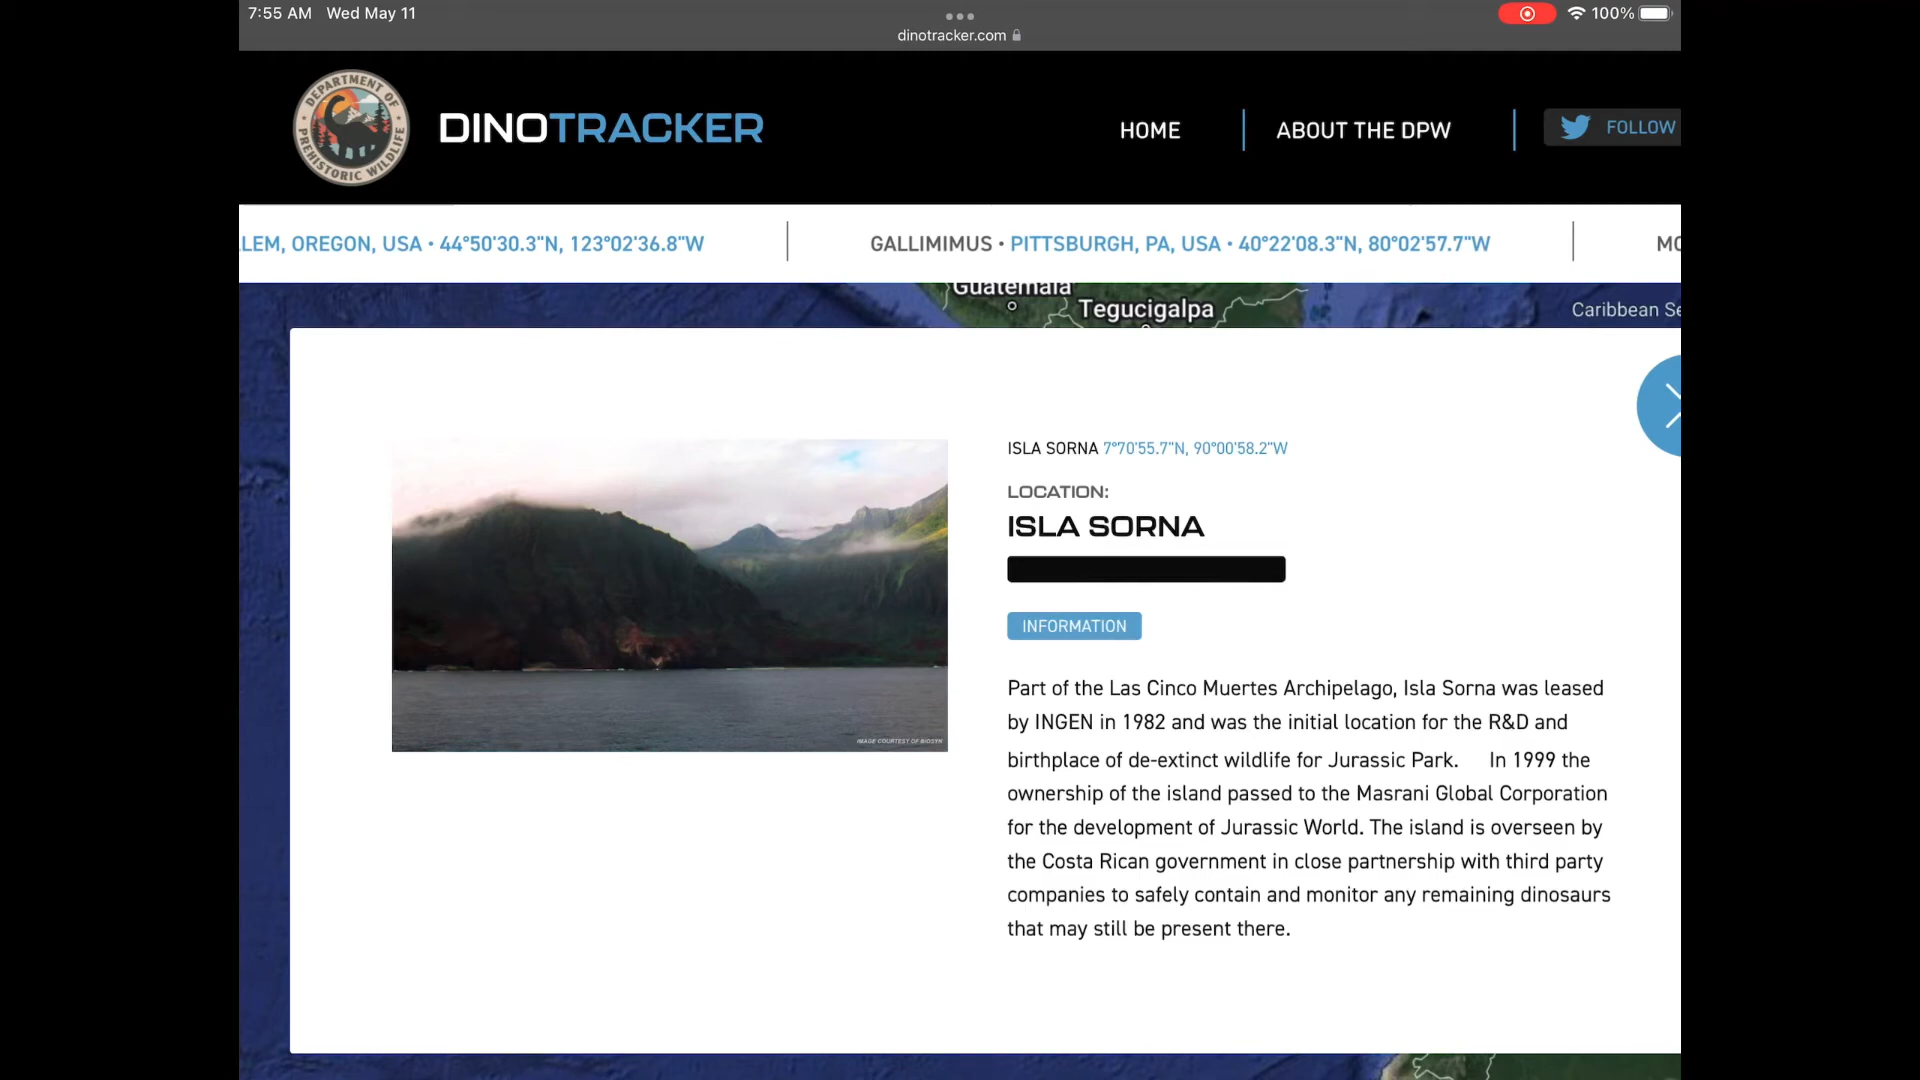 7:55 AM Wed May 11
100%
dinotracker.com
DEPARTMENT OF
PREHISTORIC WILDLIFE
DINOTRACKER
HOME
ABOUT THE DPW
FOLLOW
LEM, OREGON, USA • 44°50'30.3"N, 123°02'36.8"W
GALLIMIMUS • PITTSBURGH, PA, USA • 40°22'08.3"N, 80°02'57.7"W
MO
Guatemala
Tegucigalpa
Caribbean Se
ISLA SORNA 7°70'55.7"N, 90°00'58.2"W
LOCATION:
ISLA SORNA
INFORMATION
Part of the Las Cinco Muertes Archipelago, Isla Sorna was leased
by INGEN in 1982 and was the initial location for the R&D and
birthplace of de-extinct wildlife for Jurassic Park. In 1999 the
ownership of the island passed to the Masrani Global Corporation
for the development of Jurassic World. The island is overseen by
the Costa Rican government in close partnership with third party
companies to safely contain and monitor any remaining dinosaurs
that may still be present there.
IMAGE COURTESY OF BIOSYN